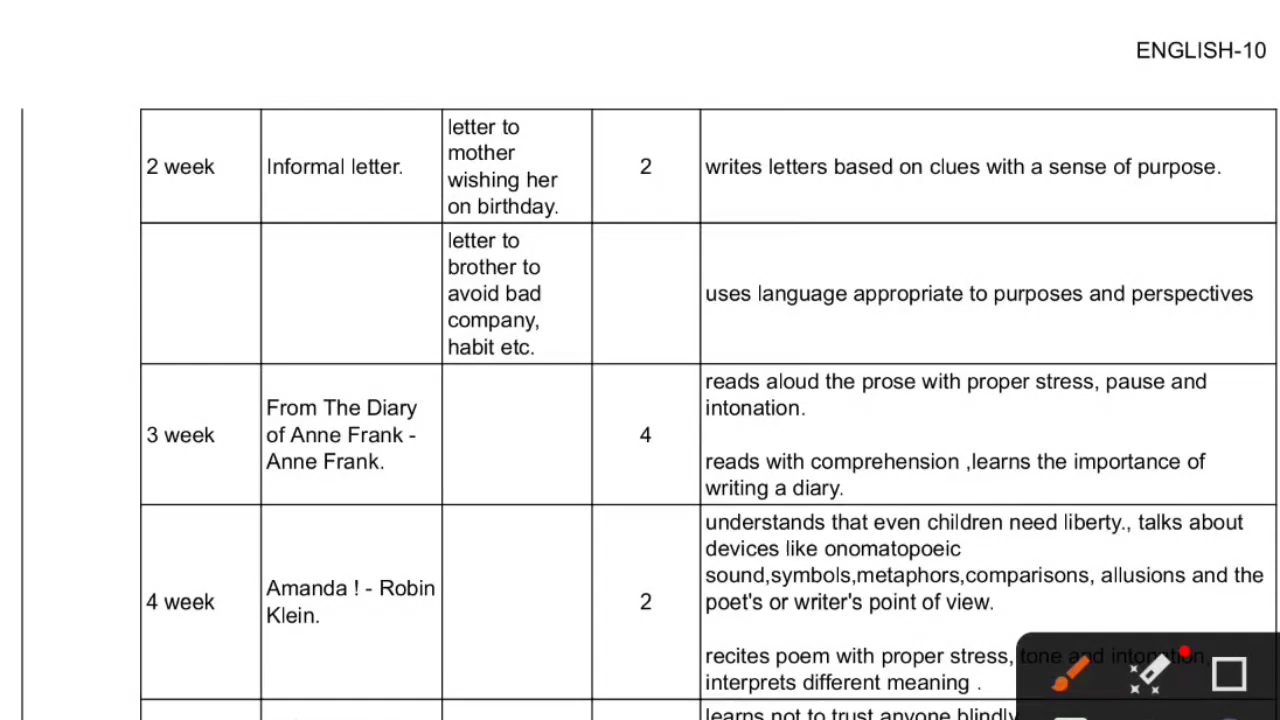 ENGLISH-10
2 week
Informal letter.
letter to
mother
wishing her
on birthday.
2
writes letters based on clues with a sense of purpose.
letter to
brother to
avoid bad
company,
habit etc.
uses language appropriate to purposes and perspectives
3 week
From The Diary
of Anne Frank -
Anne Frank.
4
reads aloud the prose with proper stress, pause and
intonation.
reads with comprehension ,learns the importance of
writing a diary.
4 week
Amanda ! - Robin
Klein.
2
understands that even children need liberty., talks about
devices like onomatopoeic
sound,symbols,metaphors,comparisons, allusions and the
poet's or writer's point of view.
recites poem with proper stress, tone and intonation,
interprets different meaning .
learns not to trust anyone blindly